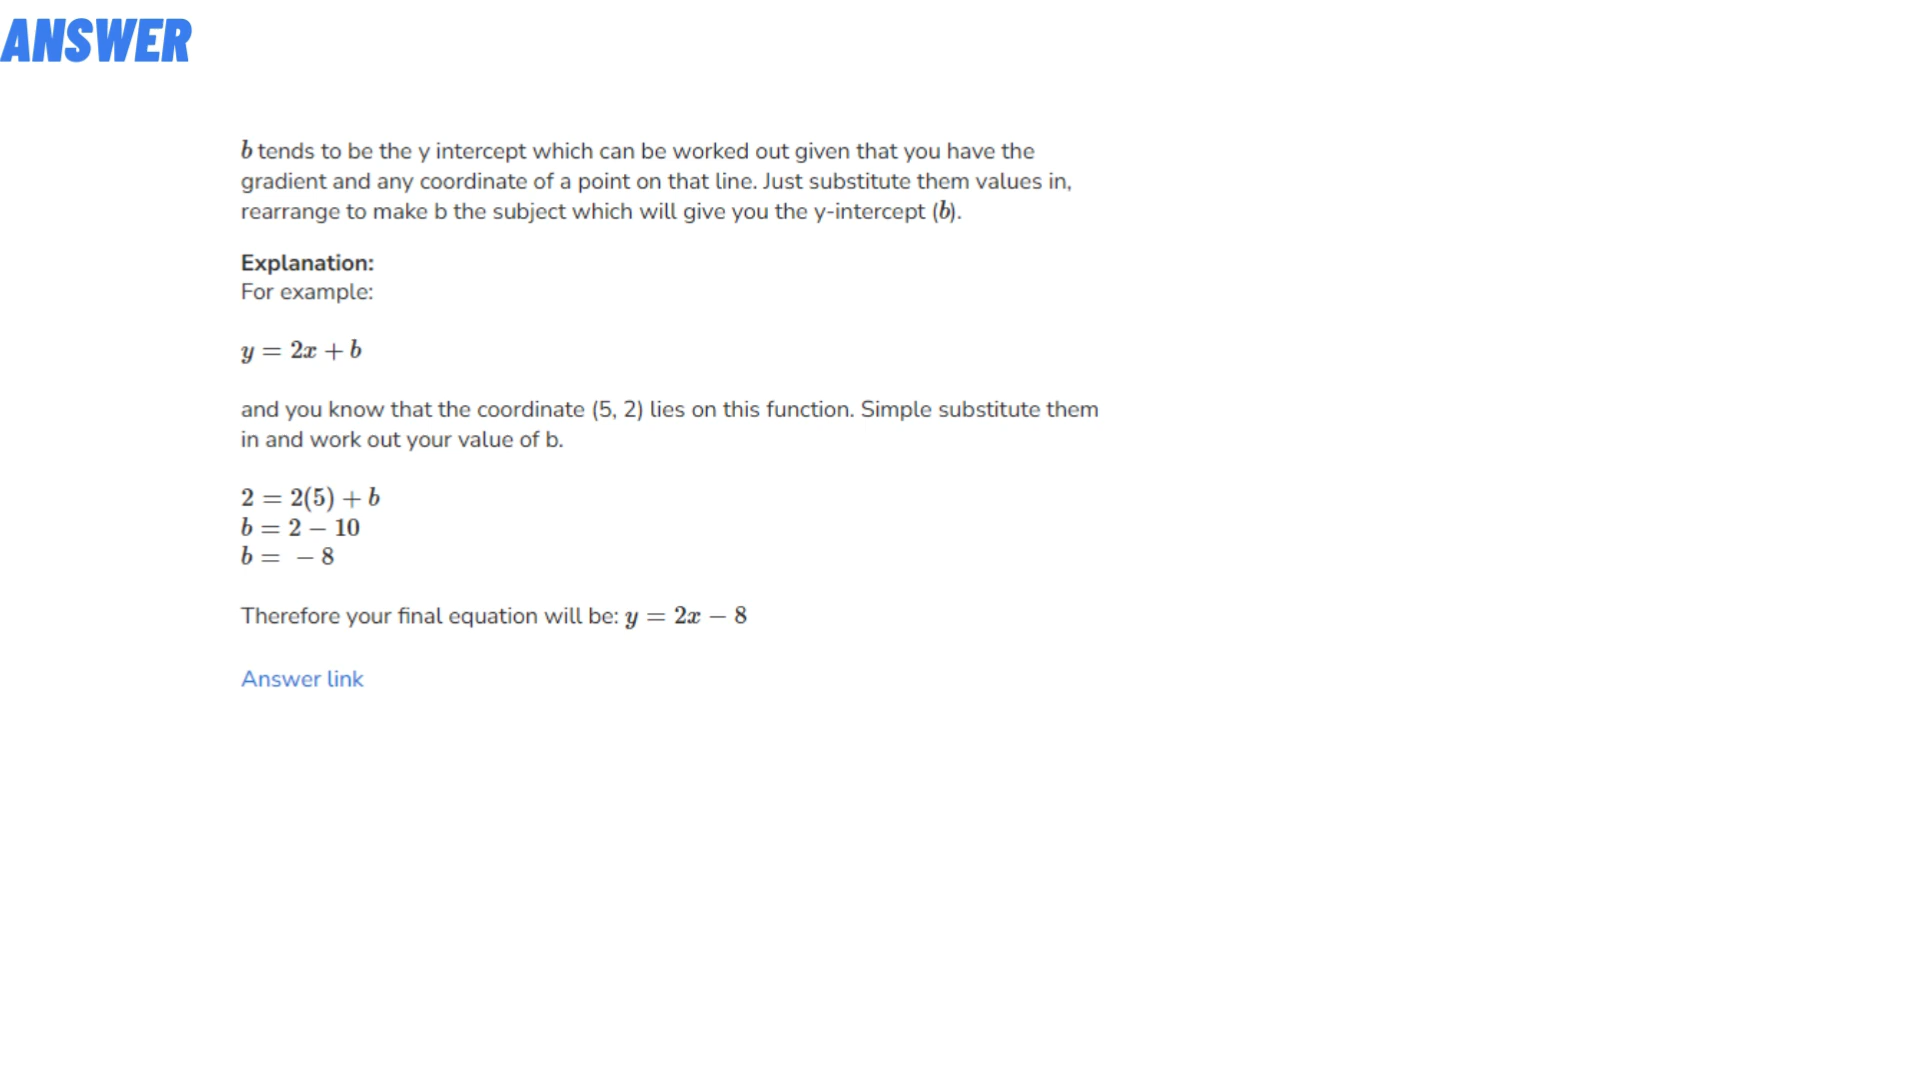 ANSWER
b tends to be the y intercept which can be worked out given that you have the
gradient and any coordinate of a point on that line. Just substitute them values in,
rearrange to make b the subject which will give you the y-intercept (b).
Explanation:
For example:
y = 2x + b
and you know that the coordinate (5, 2) lies on this function. Simple substitute them
in and work out your value of b.
2 = 2(5) + b
b = 2 − 10
b = − 8
Therefore your final equation will be: y = 2x − 8
Answer link